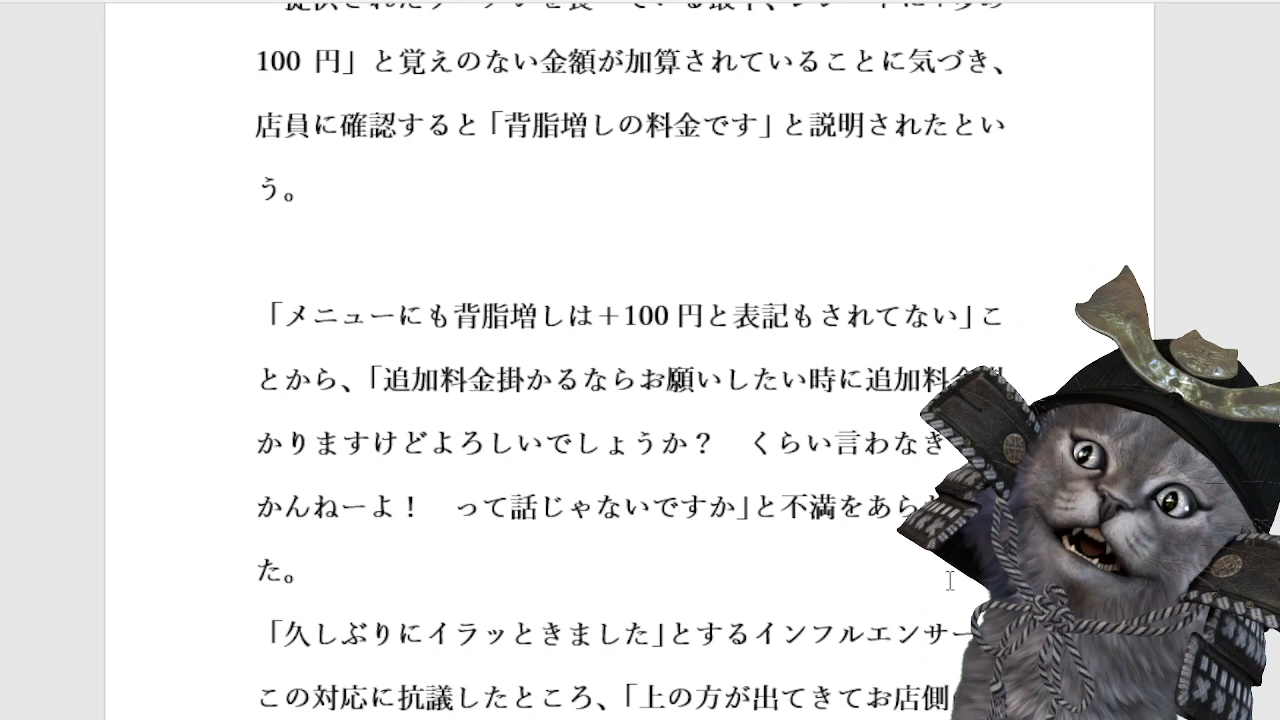 100 円」と覚えのない金額が加算されていることに気づき、
店員に確認すると「背脂増しの料金です」と説明されたとい
う。
「メニューにも背脂増しは＋100 円と表記もされてない」こ
とから、「追加料金掛かるならお願いしたい時に追加料金掛
かりますけどよろしいでしょうか？　くらい言わなき
かんねーよ！　って話じゃないですか」と不満をあら
た。
「久しぶりにイラッときました」とするインフルエンサー
この対応に抗議したところ、「上の方が出てきてお店側